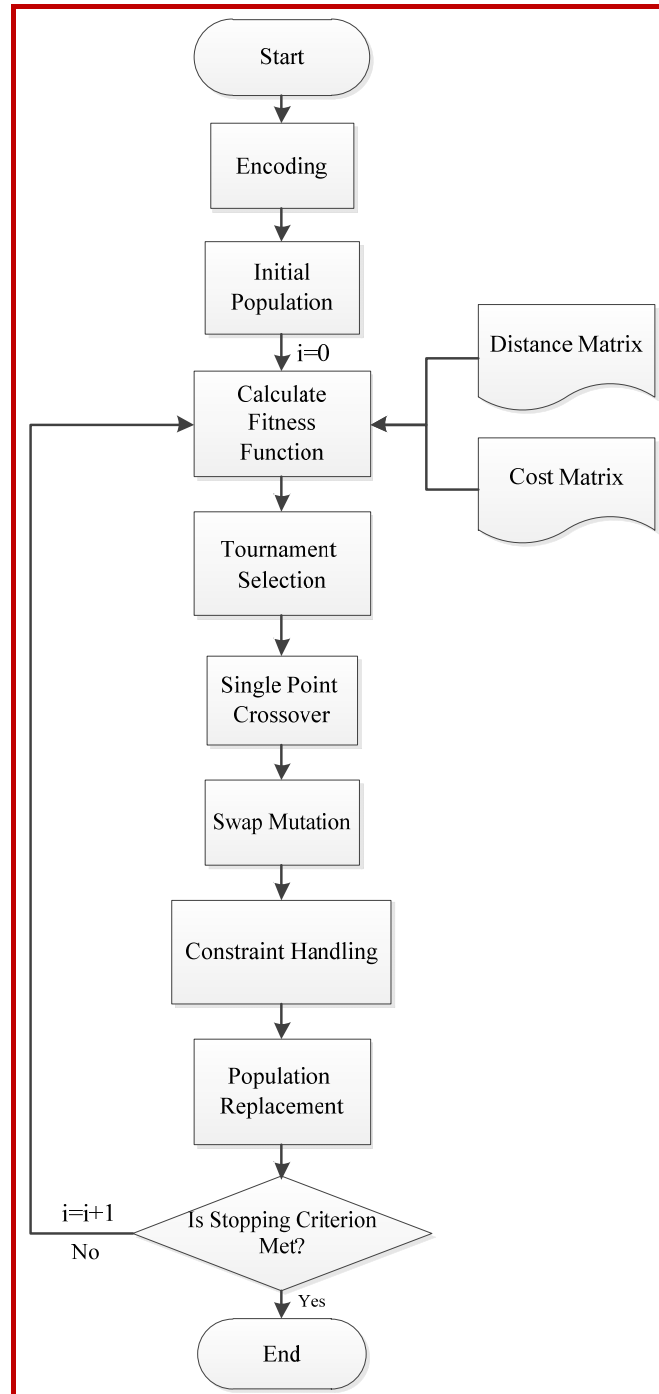 Start
Encoding
Initial
Population
i=0
Distance Matrix
Calculate
Fitness
Function
Cost Matrix
Tournament
Selection
Single Point
Crossover
Swap Mutation
Constraint Handling
Population
Replacement
i=i+1
Is Stopping Criterion
Met?
No
Yes
End